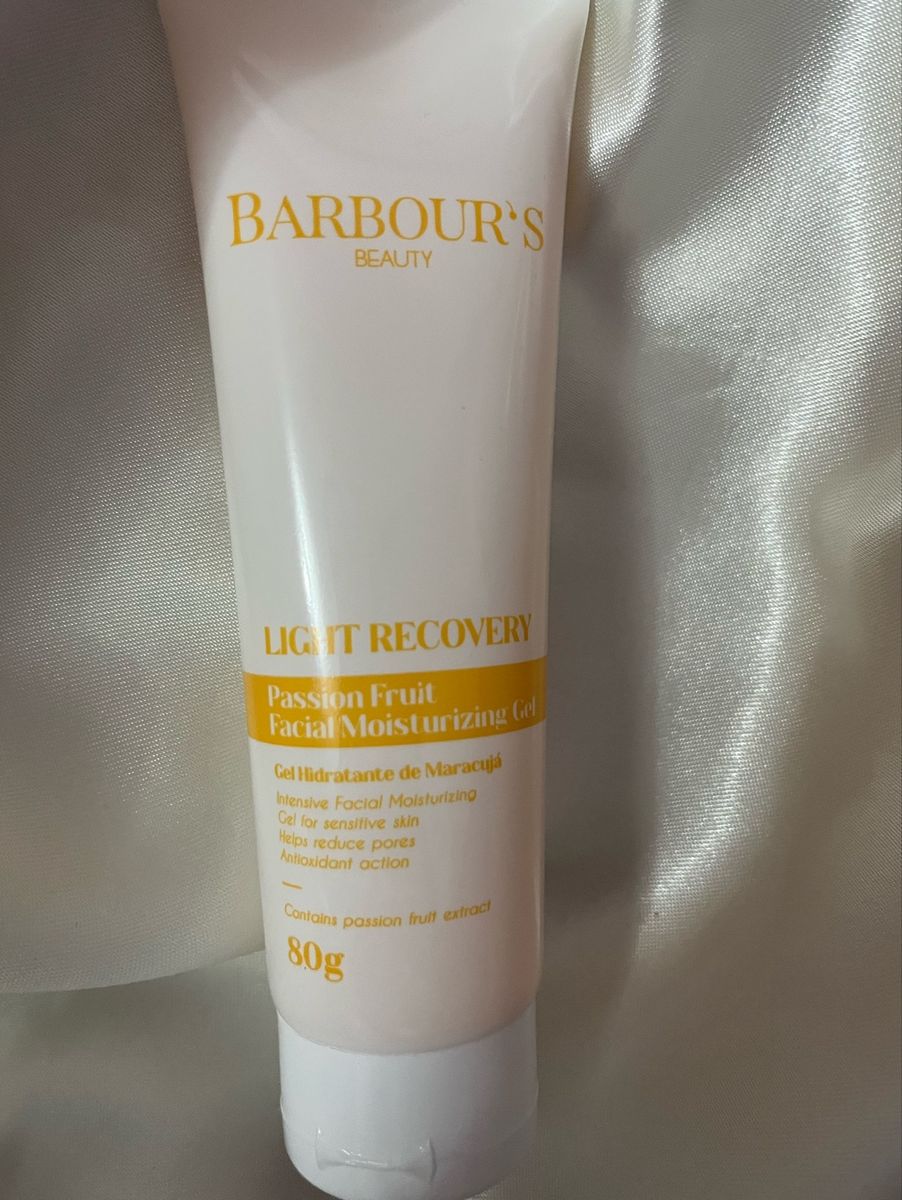 BARBOUR'S
BEAUTY
LIGHT RECOVERY
Passion Fruit
Facial Moisturizing Gel
Gel Hidratante de Maracujá
Intensive Facial Moisturizing
Gel for sensitive skin
Helps reduce pores
Antioxidant action
Contains passion fruit extract
80g